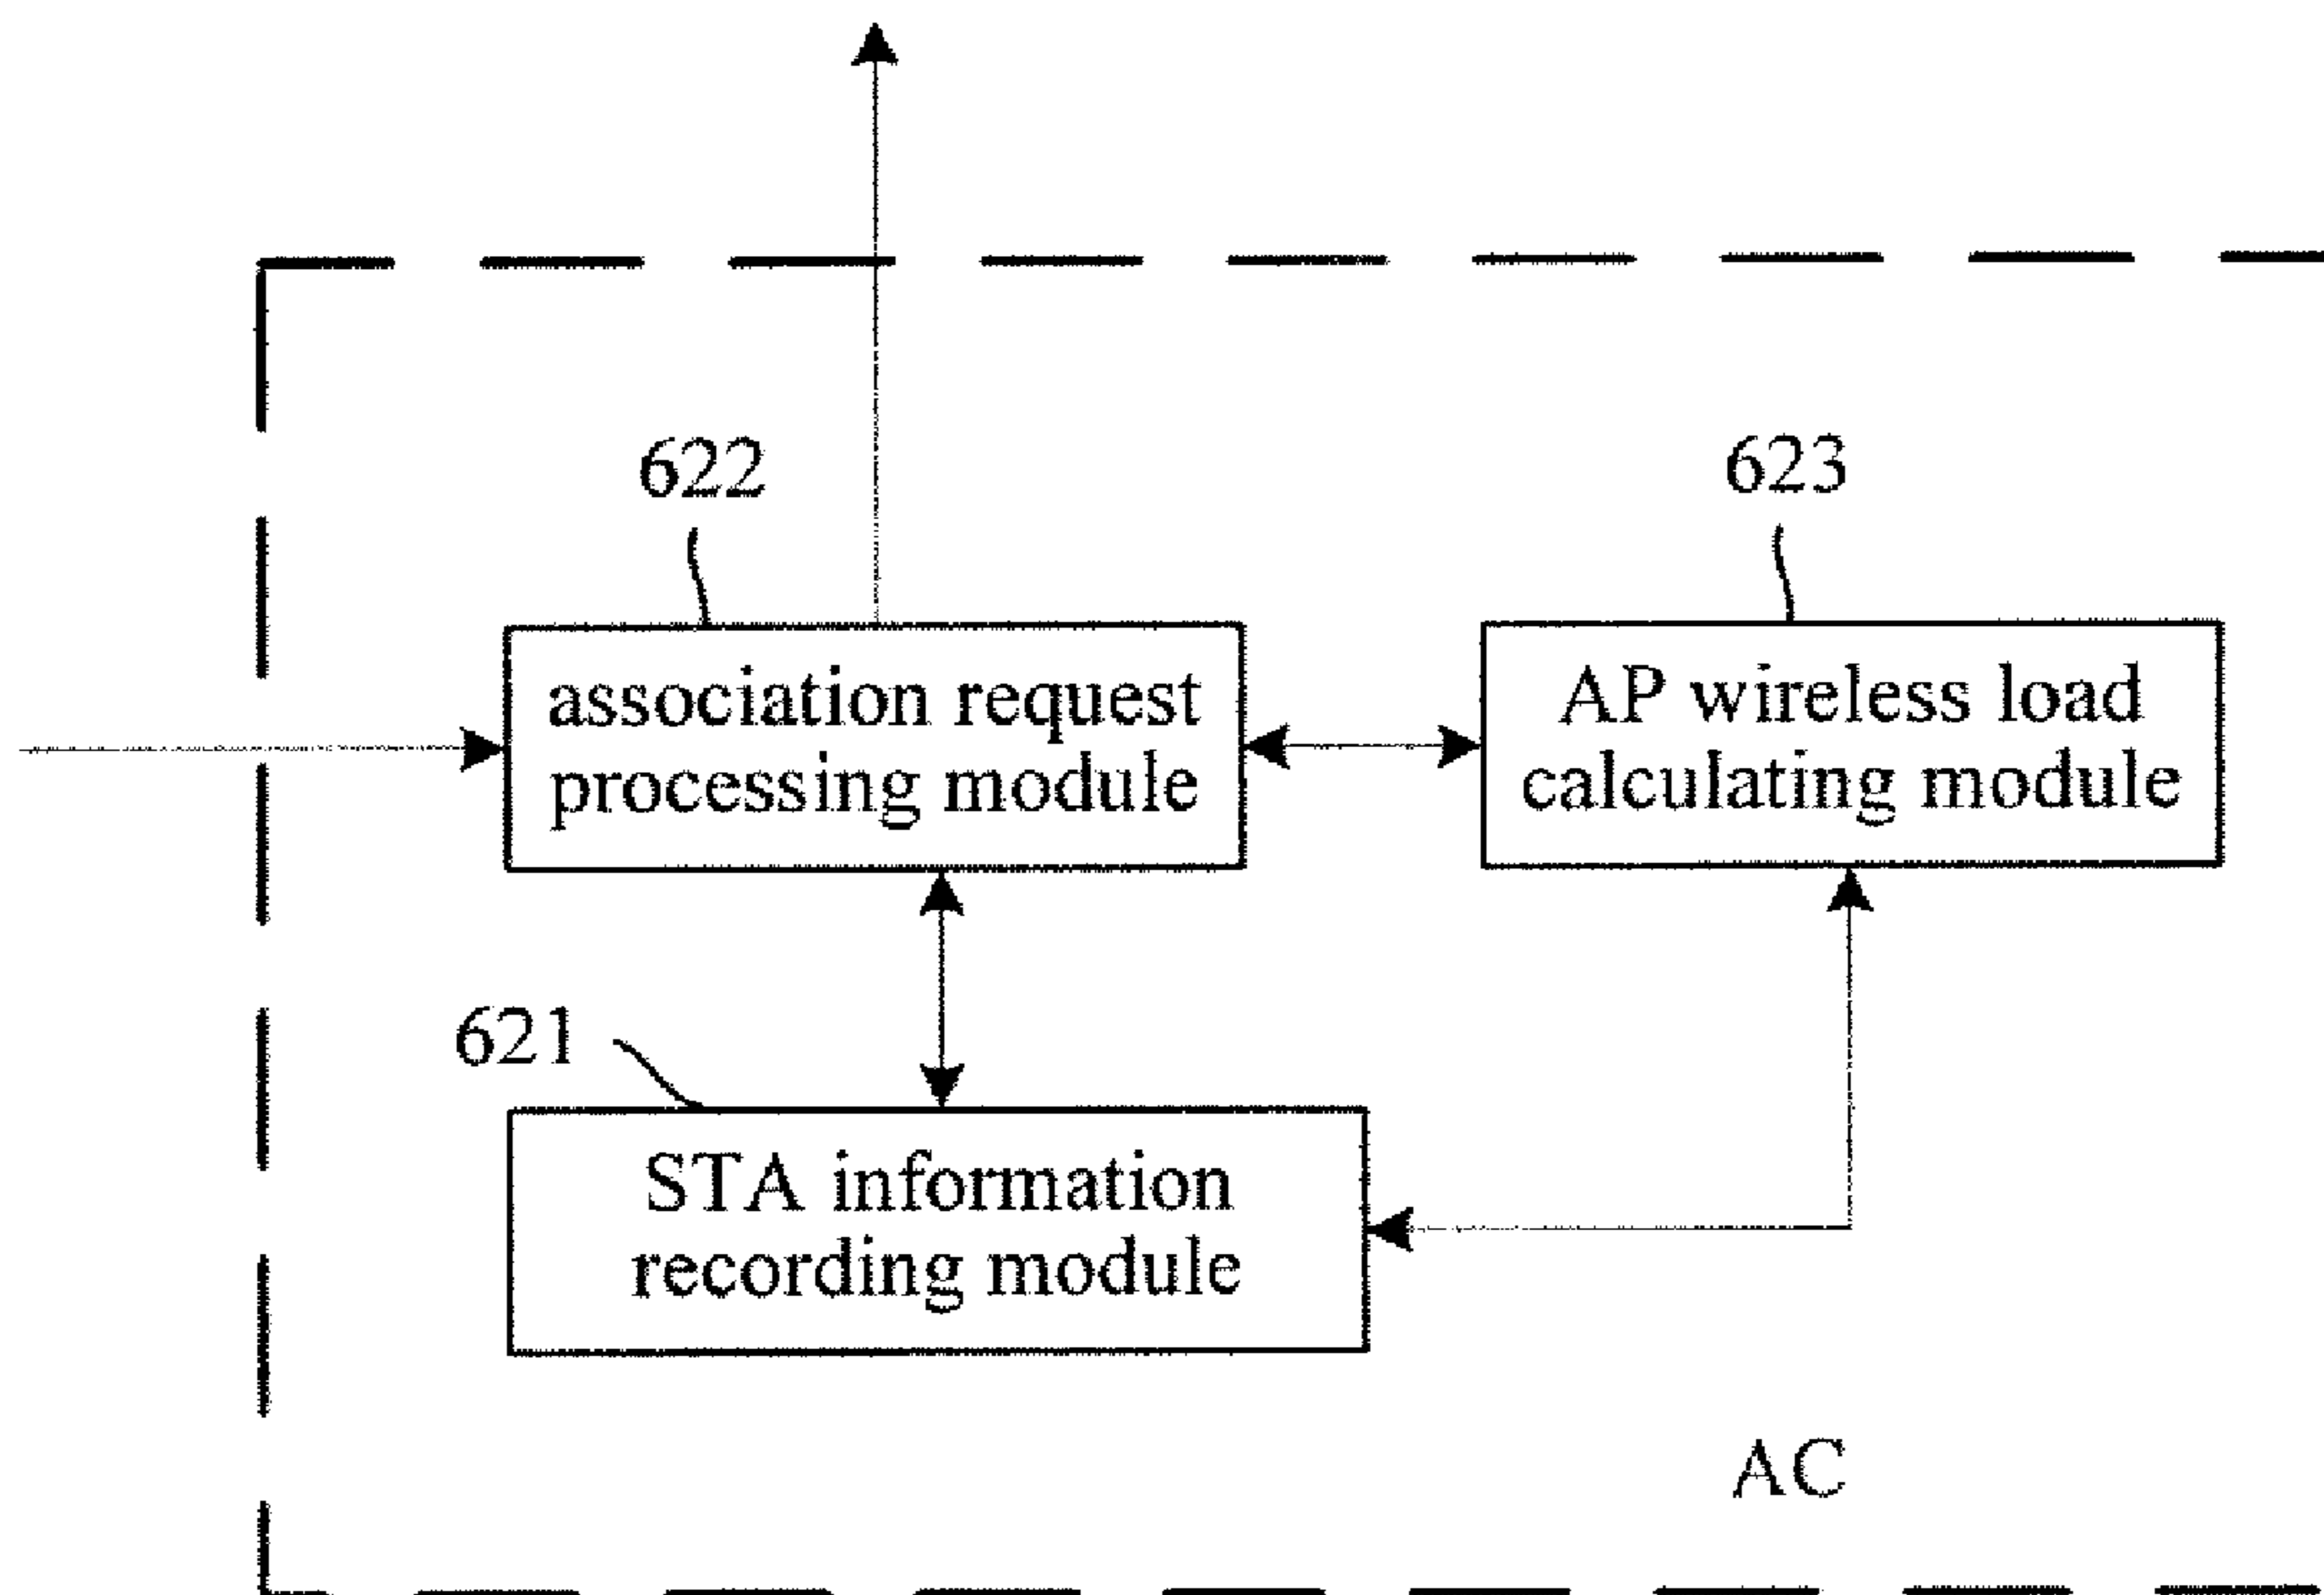 622
623
association request
processing module
AP wireless load
calculating module
621
STA information
recording module
AC